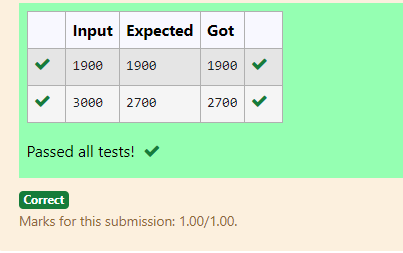 Input Expected Got
1900 1900 1900
3000 2700 2700
Passed all tests!
Correct
Marks for this submission: 1.00/1.00.